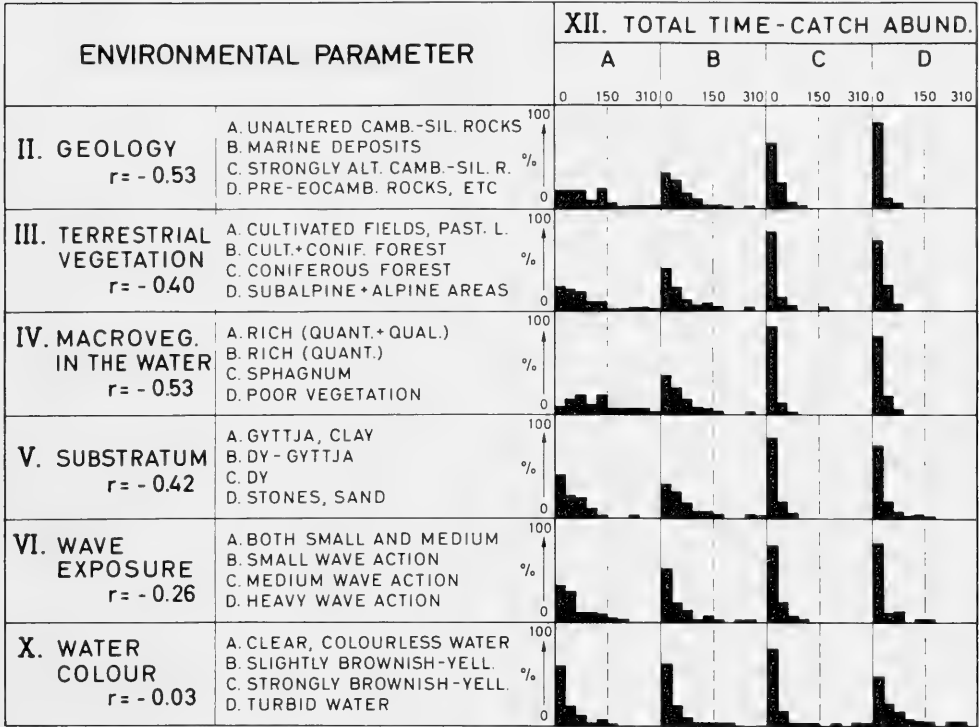 ENVIRONMENTAL PARAMETER
XII. TOTAL TIME-CATCH ABUND.
A B C D
0 150 310 0 150 310 0 150 310 0 150 310
II. GEOLOGY
r = - 0.53
A. UNALTERED CAMB.-SIL. ROCKS
B. MARINE DEPOSITS
C. STRONGLY ALT. CAMB.-SIL. R.
D. PRE-EOCAMB. ROCKS, ETC
100
%
0
III. TERRESTRIAL
VEGETATION
r = - 0.40
A. CULTIVATED FIELDS, PAST. L.
B. CULT.+CONIF. FOREST
C. CONIFEROUS FOREST
D. SUBALPINE + ALPINE AREAS
100
%
0
IV. MACROVEG.
IN THE WATER
r = - 0.53
A. RICH (QUANT.+ QUAL.)
B. RICH (QUANT.)
C. SPHAGNUM
D. POOR VEGETATION
100
0
V. SUBSTRATUM
r = - 0.42
A. GYTTJA, CLAY
B. DY - GYTTJA
C. DY
D. STONES, SAND
100
%
0
VI. WAVE
EXPOSURE
r = - 0.26
A. BOTH SMALL AND MEDIUM
B. SMALL WAVE ACTION
C. MEDIUM WAVE ACTION
D. HEAVY WAVE ACTION
100
%
0
X. WATER
COLOUR
r = - 0.03
A. CLEAR, COLOURLESS WATER
B. SLIGHTLY BROWNISH-YELL.
C. STRONGLY BROWNISH-YELL.
D. TURBID WATER
100
%
0